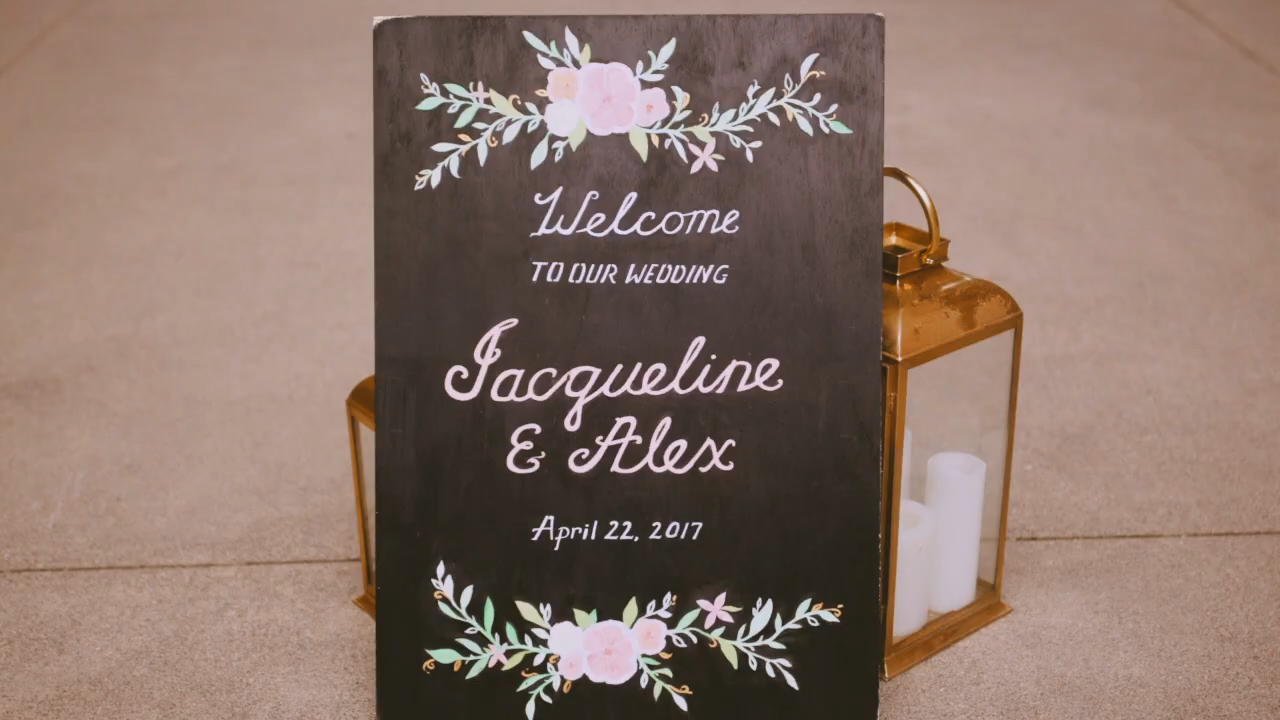 Welcome
TO OUR WEDDING
Jacqueline
& Alex
April 22, 2017